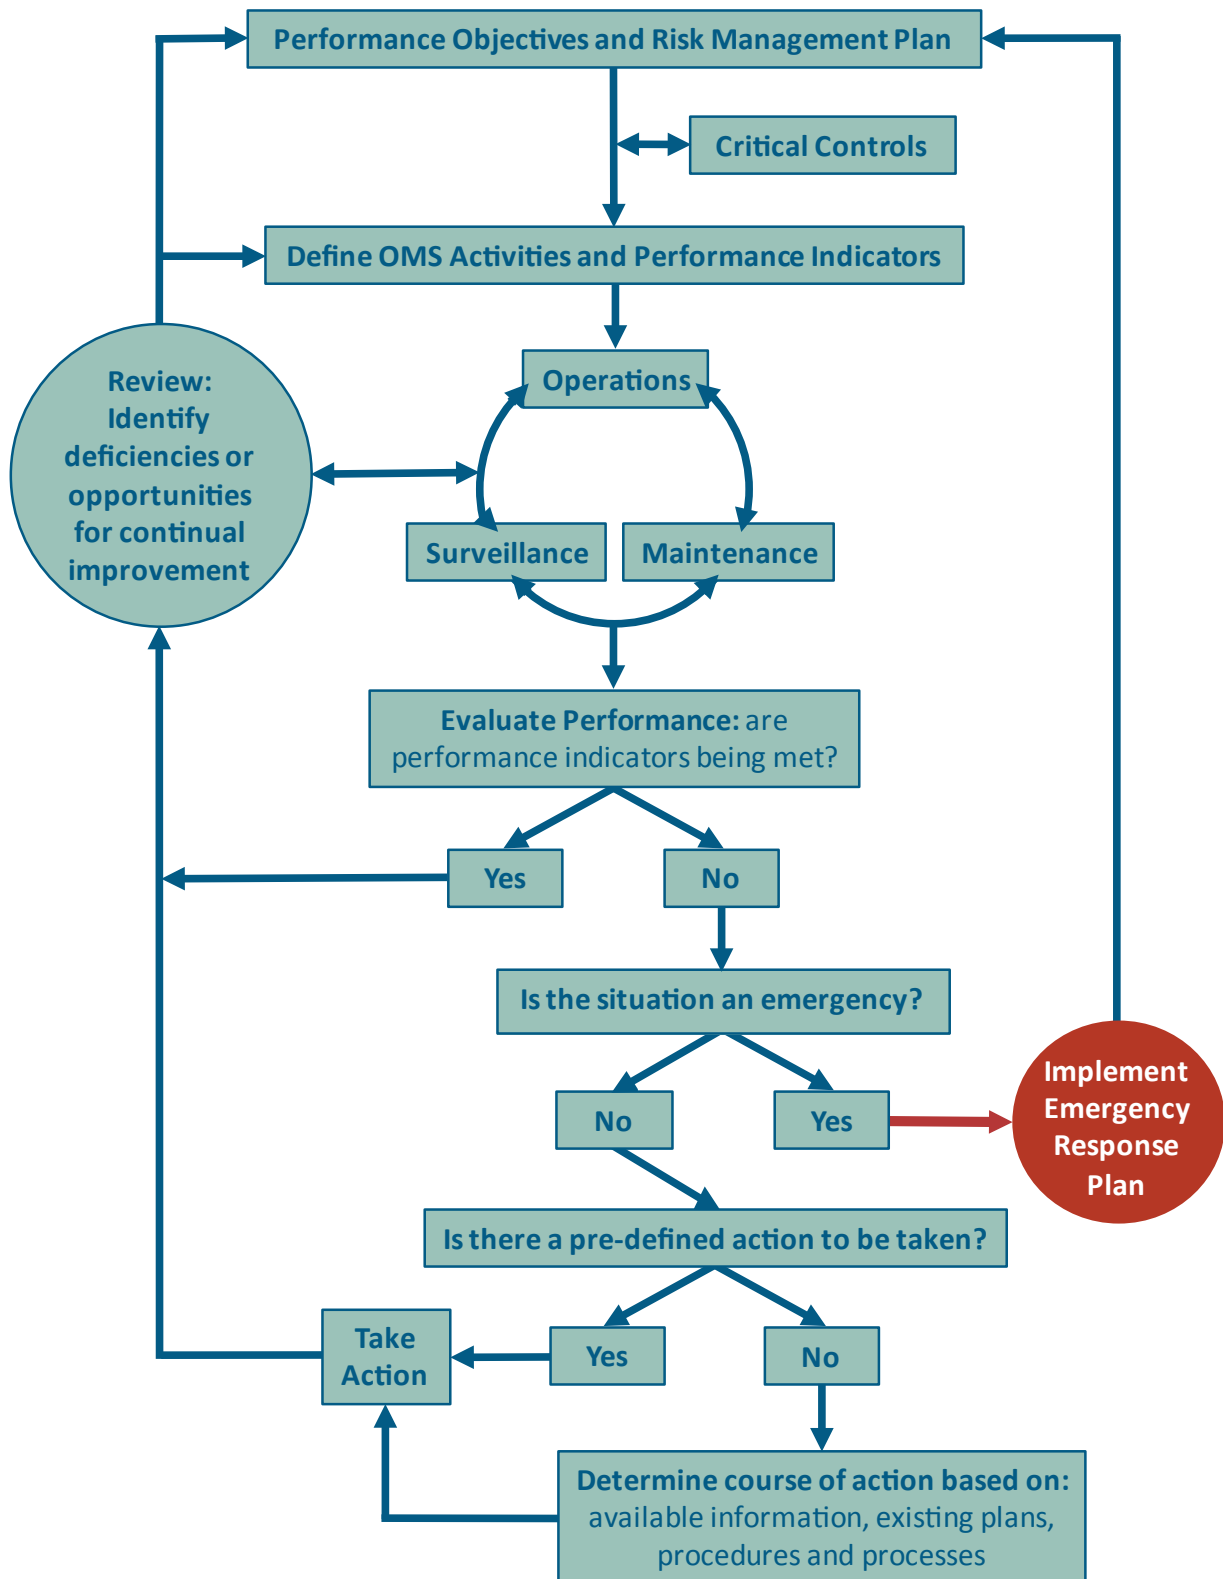 Performance Objectives and Risk Management Plan
Critical Controls
Define OMS Activities and Performance Indicators
Review:
Identify
deficiencies or
opportunities
for continual
improvement
Operations
Surveillance
Maintenance
Evaluate Performance: are
performance indicators being met?
Yes
No
Is the situation an emergency?
No
Yes
Implement
Emergency
Response
Plan
Is there a pre-defined action to be taken?
Take
Action
Yes
No
Determine course of action based on:
available information, existing plans,
procedures and processes